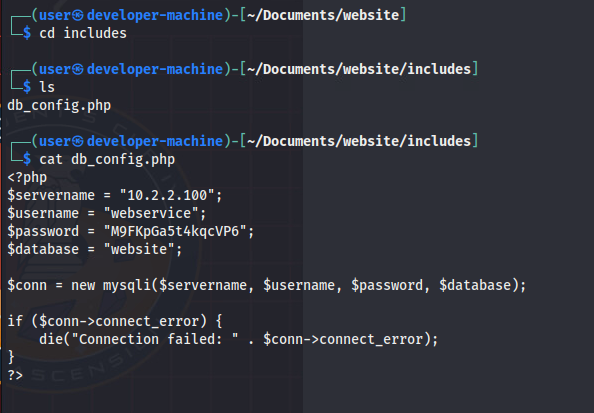 ┌──(user㉿developer-machine)-[~/Documents/website]
└─$ cd includes

┌──(user㉿developer-machine)-[~/Documents/website/includes]
└─$ ls
db_config.php

┌──(user㉿developer-machine)-[~/Documents/website/includes]
└─$ cat db_config.php
<?php
$servername = "10.2.2.100";
$username = "webservice";
$password = "M9FKpGa5t4kqcVP6";
$database = "website";

$conn = new mysqli($servername, $username, $password, $database);

if ($conn->connect_error) {
    die("Connection failed: " . $conn->connect_error);
}
?>